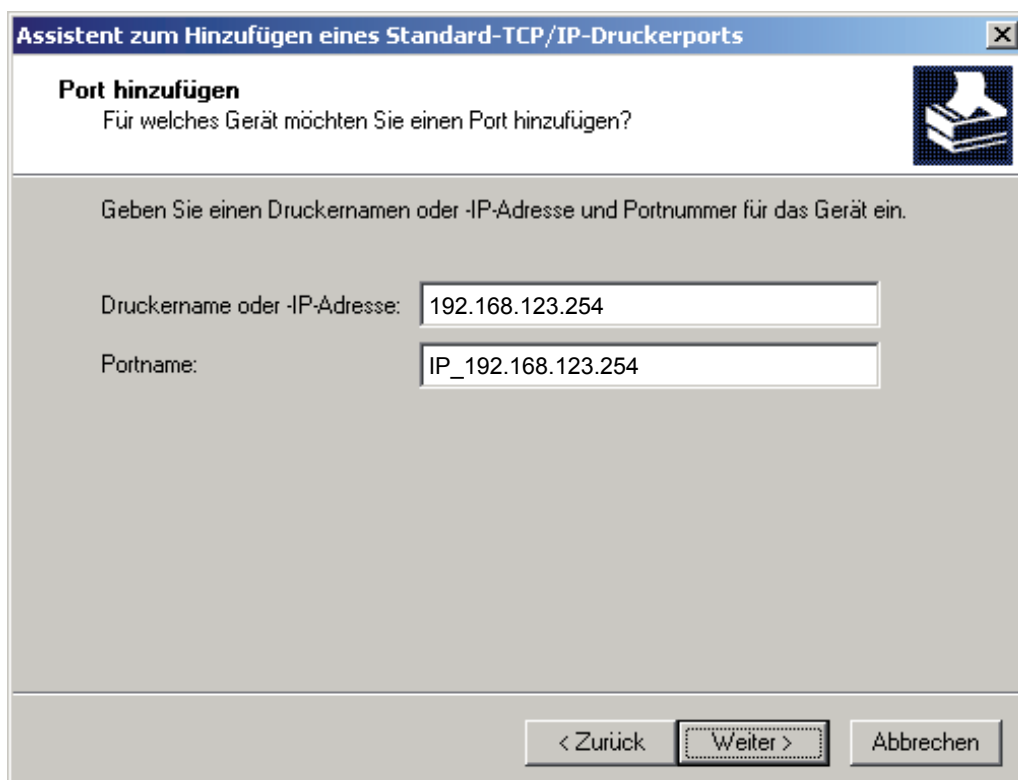 Assistent zum Hinzufügen eines Standard-TCP/IP-Druckerports
Port hinzufügen
Für welches Gerät möchten Sie einen Port hinzufügen?
Geben Sie einen Druckernamen oder -IP-Adresse und Portnummer für das Gerät ein.
Druckername oder -IP-Adresse: 192.168.123.254
Portname: IP_192.168.123.254
< Zurück Weiter > Abbrechen